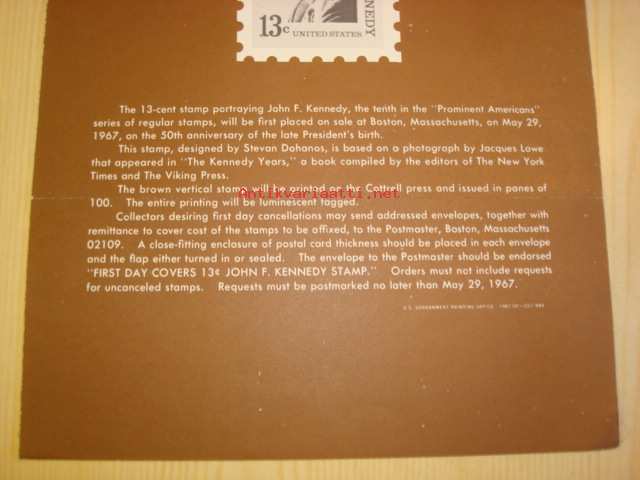 13c UNITED STATES
The 13-cent stamp portraying John F. Kennedy, the tenth in the "Prominent Americans"
series of regular stamps, will be first placed on sale at Boston, Massachusetts, on May 29,
1967, on the 50th anniversary of the late President's birth.
This stamp, designed by Stevan Dohanos, is based on a photograph by Jacques Lowe
that appeared in "The Kennedy Years," a book compiled by the editors of The New York
Times and The Viking Press.
The brown vertical stamp will be printed on the Cottrell press and issued in panes of
100. The entire printing will be luminescent tagged.
Antikvariaatti.net
Collectors desiring first day cancellations may send addressed envelopes, together with
remittance to cover cost of the stamps to be affixed, to the Postmaster, Boston, Massachusetts
02109. A close-fitting enclosure of postal card thickness should be placed in each envelope
and the flap either turned in or sealed. The envelope to the Postmaster should be endorsed
"FIRST DAY COVERS 13¢ JOHN F. KENNEDY STAMP." Orders must not include requests
for uncanceled stamps. Requests must be postmarked no later than May 29, 1967.
U.S. GOVERNMENT PRINTING OFFICE